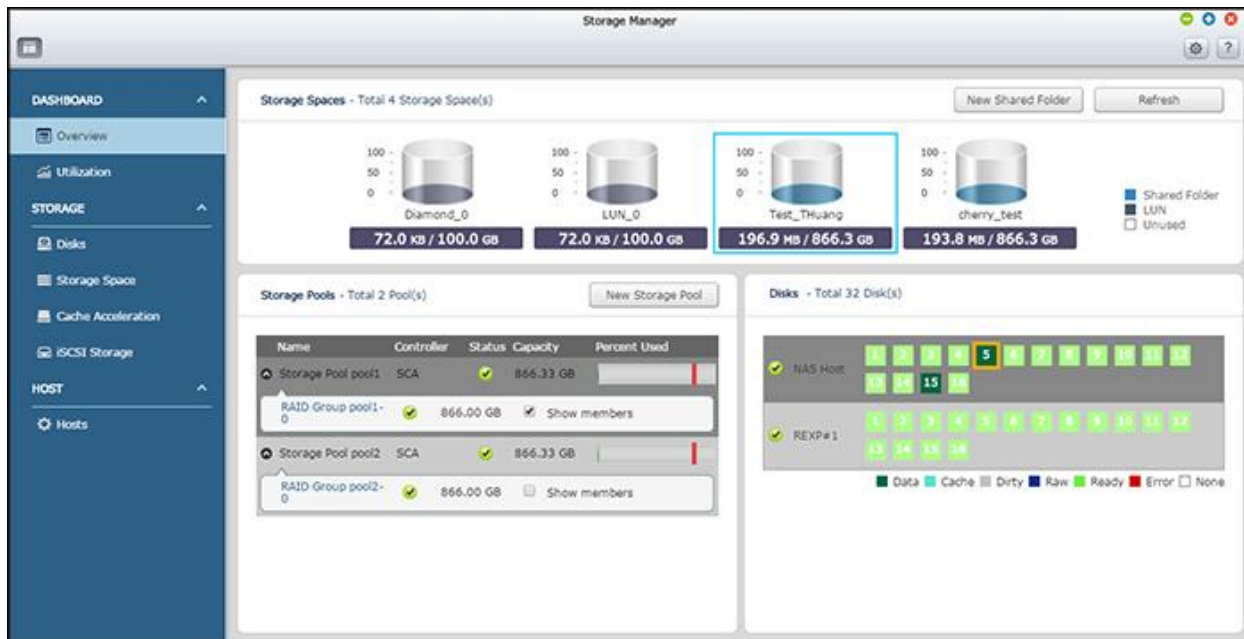 Storage Manager
?
DASHBOARD
Overview
Utilization
STORAGE
Disks
Storage Space
Cache Acceleration
iSCSI Storage
HOST
Hosts
Storage Spaces - Total 4 Storage Space(s)
New Shared Folder
Refresh
100
50
0
Diamond_0
72.0 KB / 100.0 GB
100
50
0
LUN_0
72.0 KB / 100.0 GB
100
50
0
Test_THuang
196.9 MB / 866.3 GB
100
50
0
cherry_test
193.8 MB / 866.3 GB
Shared Folder
LUN
Unused
Storage Pools - Total 2 Pool(s)
New Storage Pool
Name Controller Status Capacity Percent Used
Storage Pool pool1 SCA 866.33 GB
RAID Group pool1-
0 866.00 GB Show members
Storage Pool pool2 SCA 866.33 GB
RAID Group pool2-
0 866.00 GB Show members
Disks - Total 32 Disk(s)
NAS Host
1 2 3 4 5 6 7 8 9 10 11 12
13 14 15 16
REXP#1
1 2 3 4 5 6 7 8 9 10 11 12
13 14 15 16
Data Cache Dirty Raw Ready Error None